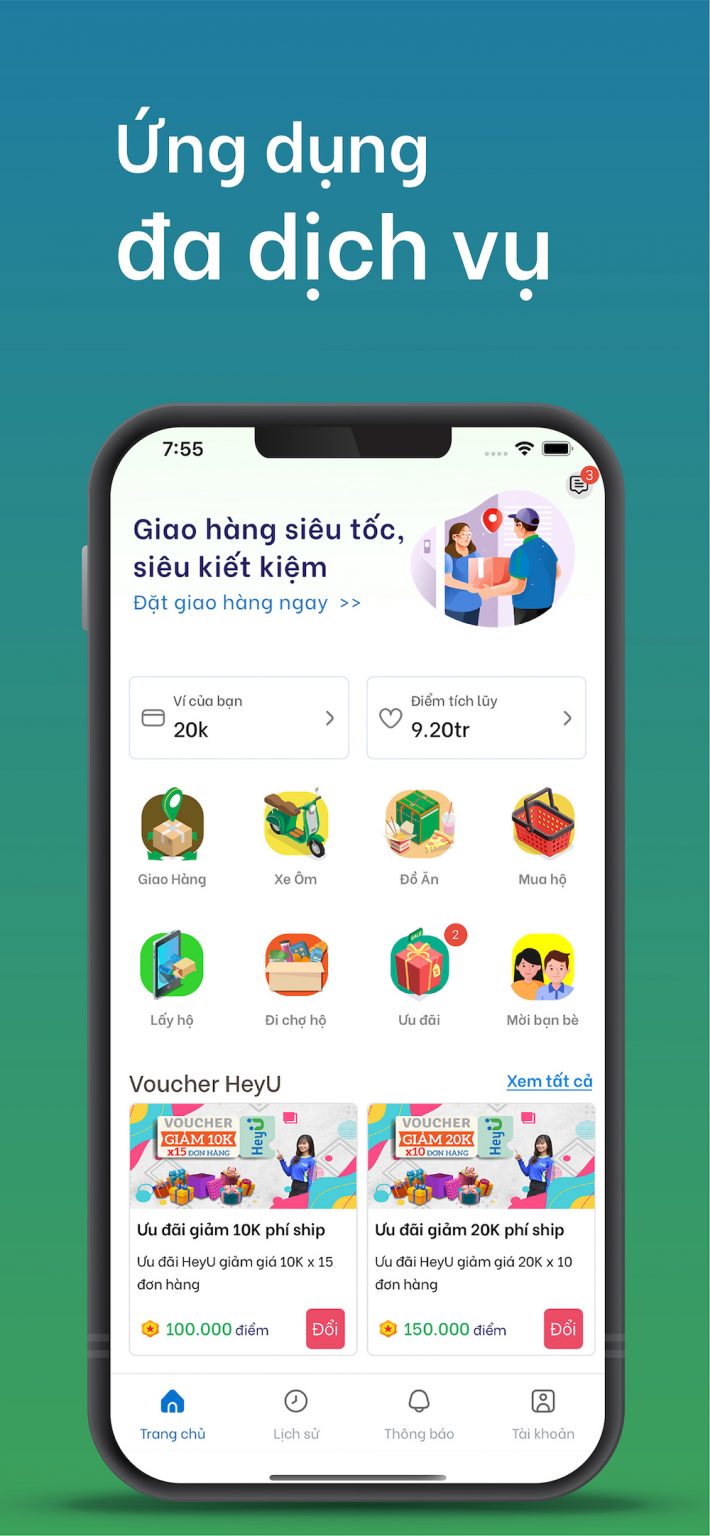 Ứng dụng
đa dịch vụ
7:55
3
Giao hàng siêu tốc,
siêu kiết kiệm
Đặt giao hàng ngay >>
Ví của bạn
20k
Điểm tích lũy
9.20tr
Giao Hàng
Xe Ôm
Đồ Ăn
Mua hộ
SALE
2
Lấy hộ
Đi chợ hộ
Ưu đãi
Mời bạn bè
Voucher HeyU
Xem tất cả
VOUCHER
GIẢM 10K
x15 ĐƠN HÀNG
HeyU
VOUCHER
GIẢM 20K
x10 ĐƠN HÀNG
HeyU
Ưu đãi giảm 10K phí ship
Ưu đãi HeyU giảm giá 10K x 15
đơn hàng
100.000 điểm
Đổi
Ưu đãi giảm 20K phí ship
Ưu đãi HeyU giảm giá 20K x 10
đơn hàng
150.000 điểm
Đổi
Trang chủ
Lịch sử
Thông báo
Tài khoản